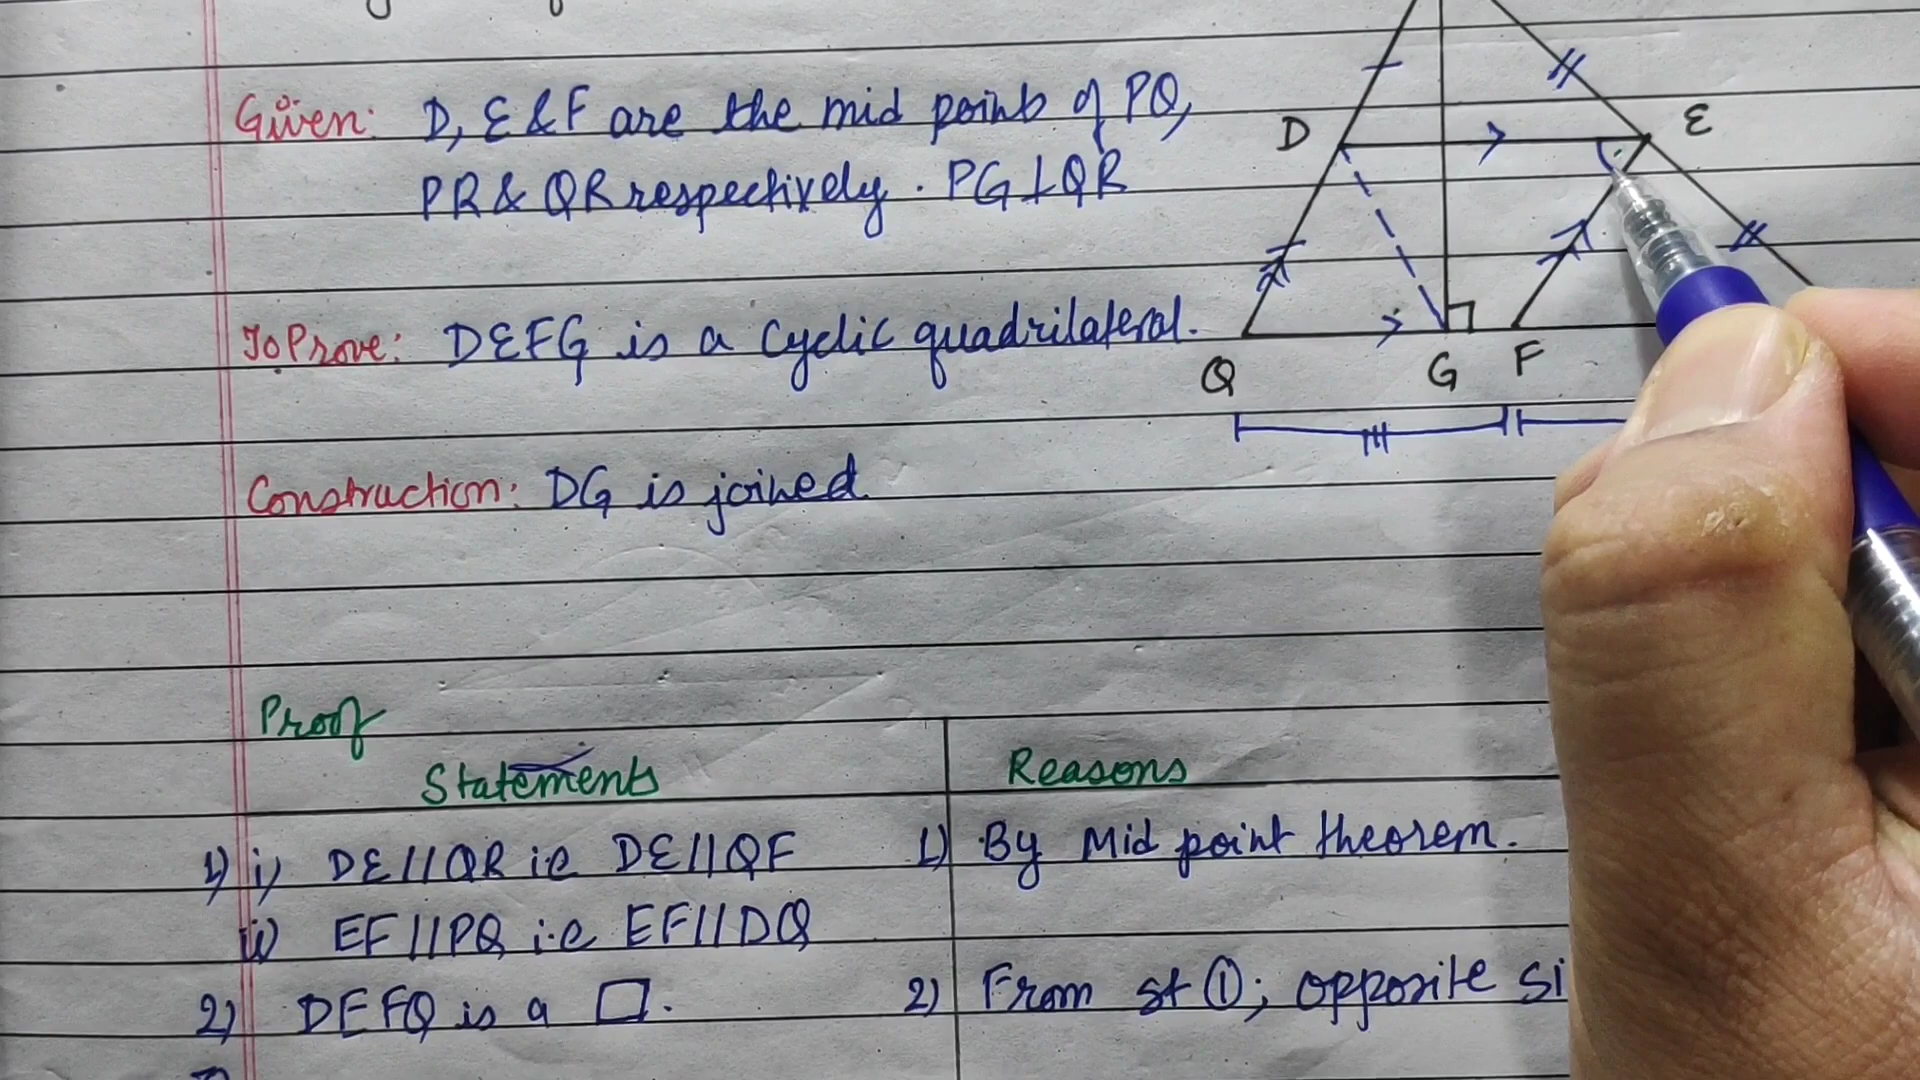 Given: D, E & F are the mid points of PQ,
PR & QR respectively. PG ⊥ QR
To Prove: DEFG is a cyclic quadrilateral.
Construction: DG is joined.
D
E
Q
G
F
Proof
Statements
Reasons
1) i) DE//QR i.e DE//QF
1) By Mid point theorem.
ii) EF//PQ i.e EF//DQ
2) DEFQ is a ▱.
2) From st ①; opposite si